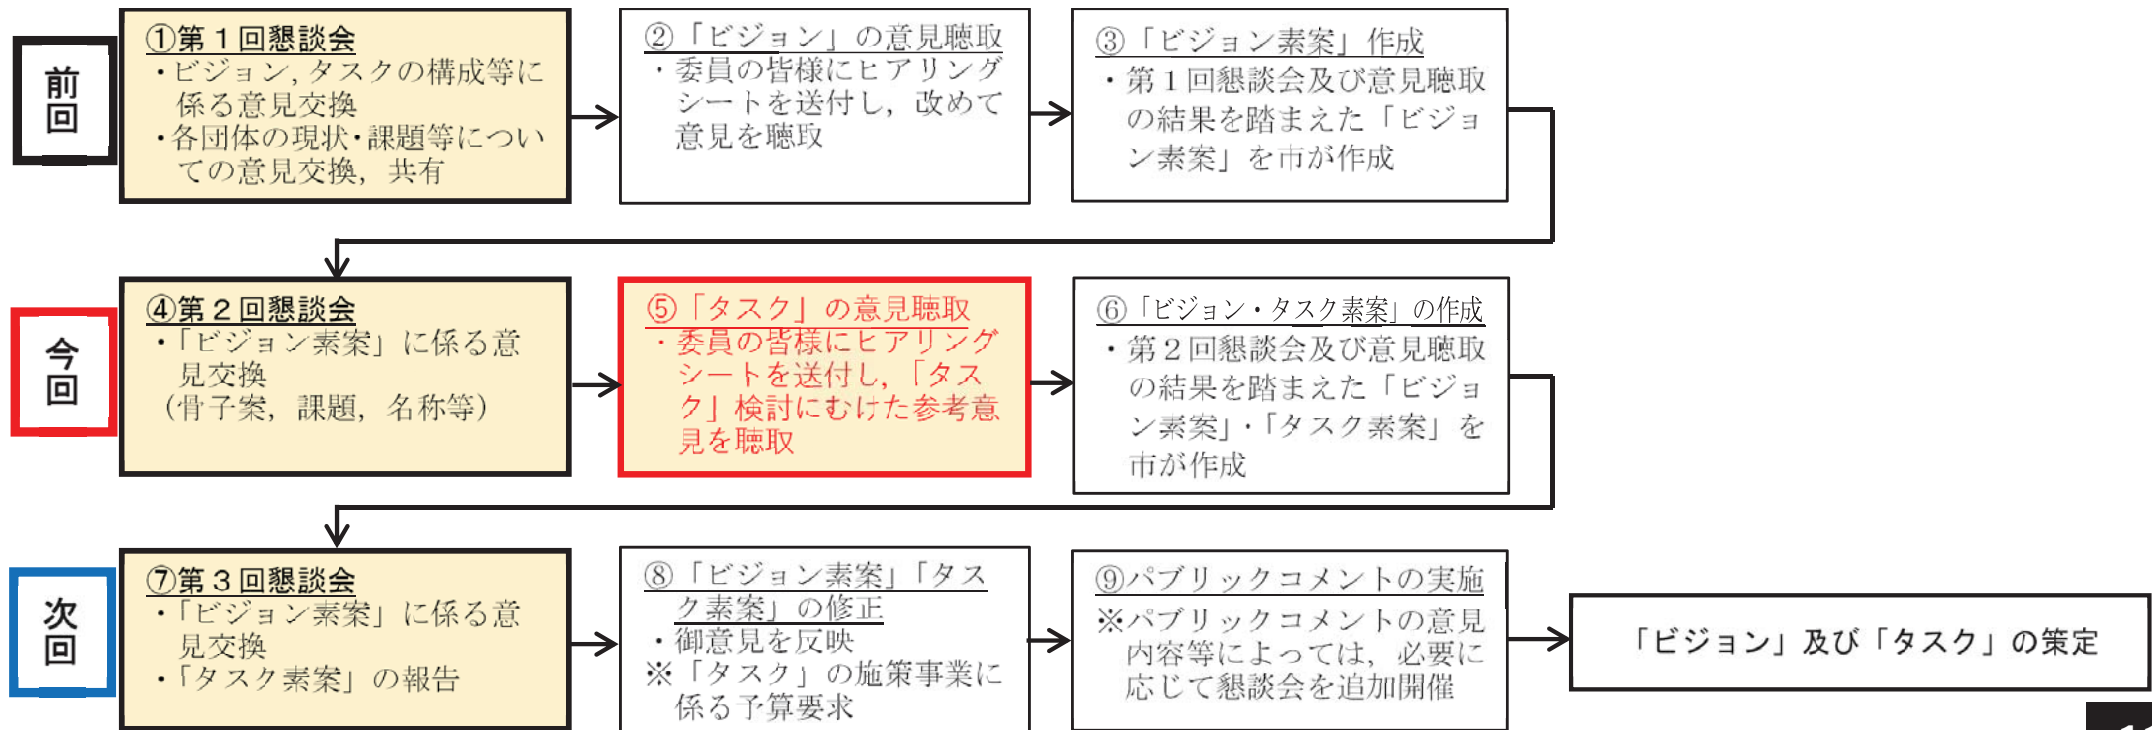 前回
①第1回懇談会
・ビジョン,タスクの構成等に
係る意見交換
・各団体の現状・課題等につい
ての意見交換，共有
②「ビジョン」の意見聴取
・委員の皆様にヒアリング
シートを送付し，改めて
意見を聴取
③「ビジョン素案」作成
・第１回懇談会及び意見聴取
の結果を踏まえた「ビジョ
ン素案」を市が作成
今回
④第２回懇談会
・「ビジョン素案」に係る意
見交換
（骨子案，課題，名称等）
⑤「タスク」の意見聴取
・委員の皆様にヒアリング
シートを送付し，「タス
ク」検討にむけた参考意
見を聴取
⑥「ビジョン・タスク素案」の作成
・第２回懇談会及び意見聴取
の結果を踏まえた「ビジョ
ン素案」・「タスク素案」を
市が作成
次回
⑦第３回懇談会
・「ビジョン素案」に係る意
見交換
・「タスク素案」の報告
⑧「ビジョン素案」「タス
ク素案」の修正
・御意見を反映
※「タスク」の施策事業に
係る予算要求
⑨パブリックコメントの実施
※パブリックコメントの意見
内容等によっては，必要に
応じて懇談会を追加開催
「ビジョン」及び「タスク」の策定